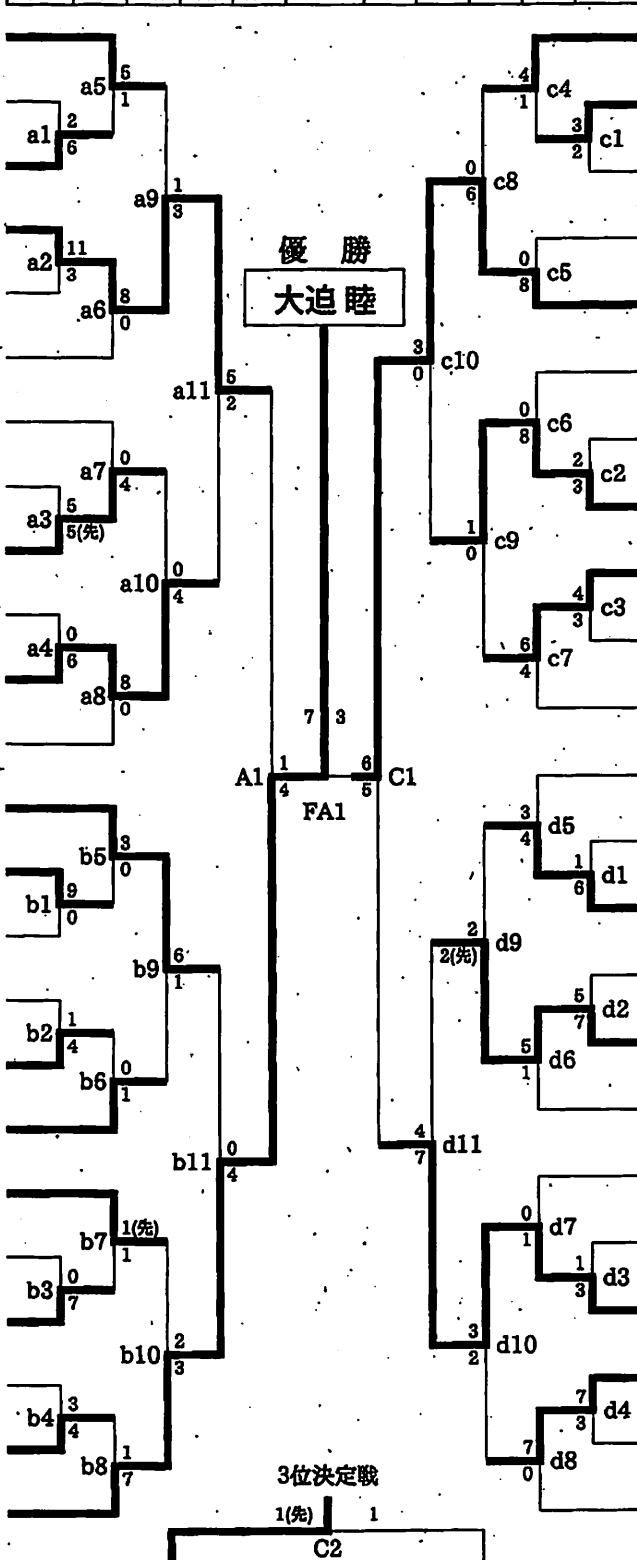 a5 5 1
a1 2 6
a9 1 3
a2 11 3
a6 8 0
a11 5 2
a7 0 4
a3 5 5(先)
a10 0 4
a4 0 6
a8 8 0
優勝
大迫 睦
7 3
A1 1 4
FA1
6 5 C1
b5 3 0
b1 9 0
b9 6 1
b2 1 4
b6 0 1
b11 0 4
b7 1(先) 1
b3 0 7
b10 2 3
b4 3 4
b8 1 7
4 1 c4
3 2 c1
0 6 c8
0 8 c5
3 0 c10
0 8 c6
2 3 c2
1 0 c9
4 3 c3
6 4 c7
3 4 d5
1 6 d1
2 2(先) d9
5 7 d2
5 1 d6
4 7 d11
0 1 d7
1 3 d3
3 2 d10
7 3 d4
7 0 d8
3位決定戦
1(先) 1
C2